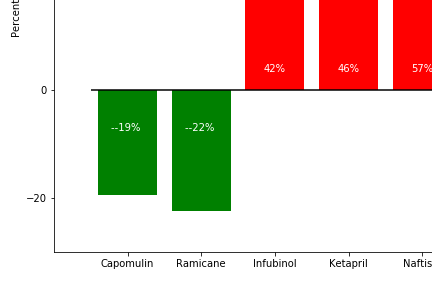 Percent
42%
46%
57%
0
--19%
--22%
−20
Capomulin
Ramicane
Infubinol
Ketapril
Naftis